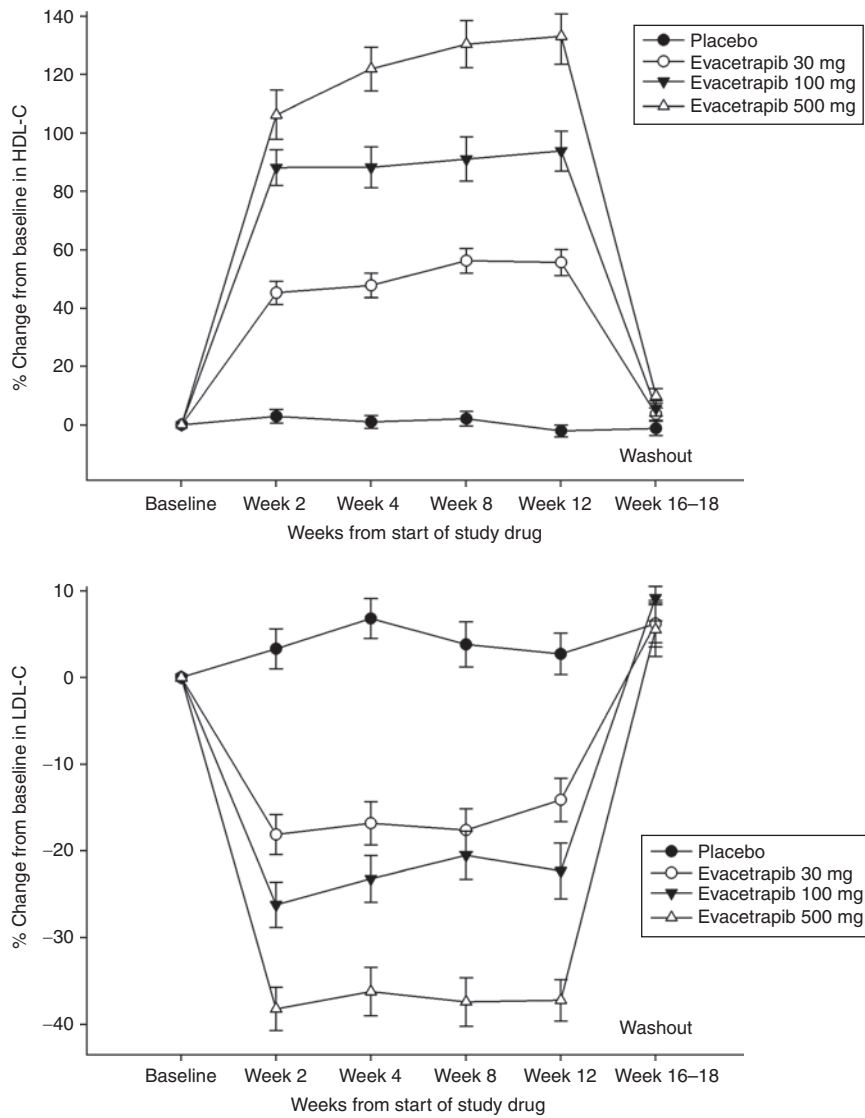 140
120
100
80
60
40
20
0
% Change from baseline in HDL-C
Placebo
Evacetrapib 30 mg
Evacetrapib 100 mg
Evacetrapib 500 mg
Washout
Baseline Week 2 Week 4 Week 8 Week 12 Week 16–18
Weeks from start of study drug
10
0
–10
–20
–30
–40
% Change from baseline in LDL-C
Placebo
Evacetrapib 30 mg
Evacetrapib 100 mg
Evacetrapib 500 mg
Washout
Baseline Week 2 Week 4 Week 8 Week 12 Week 16–18
Weeks from start of study drug